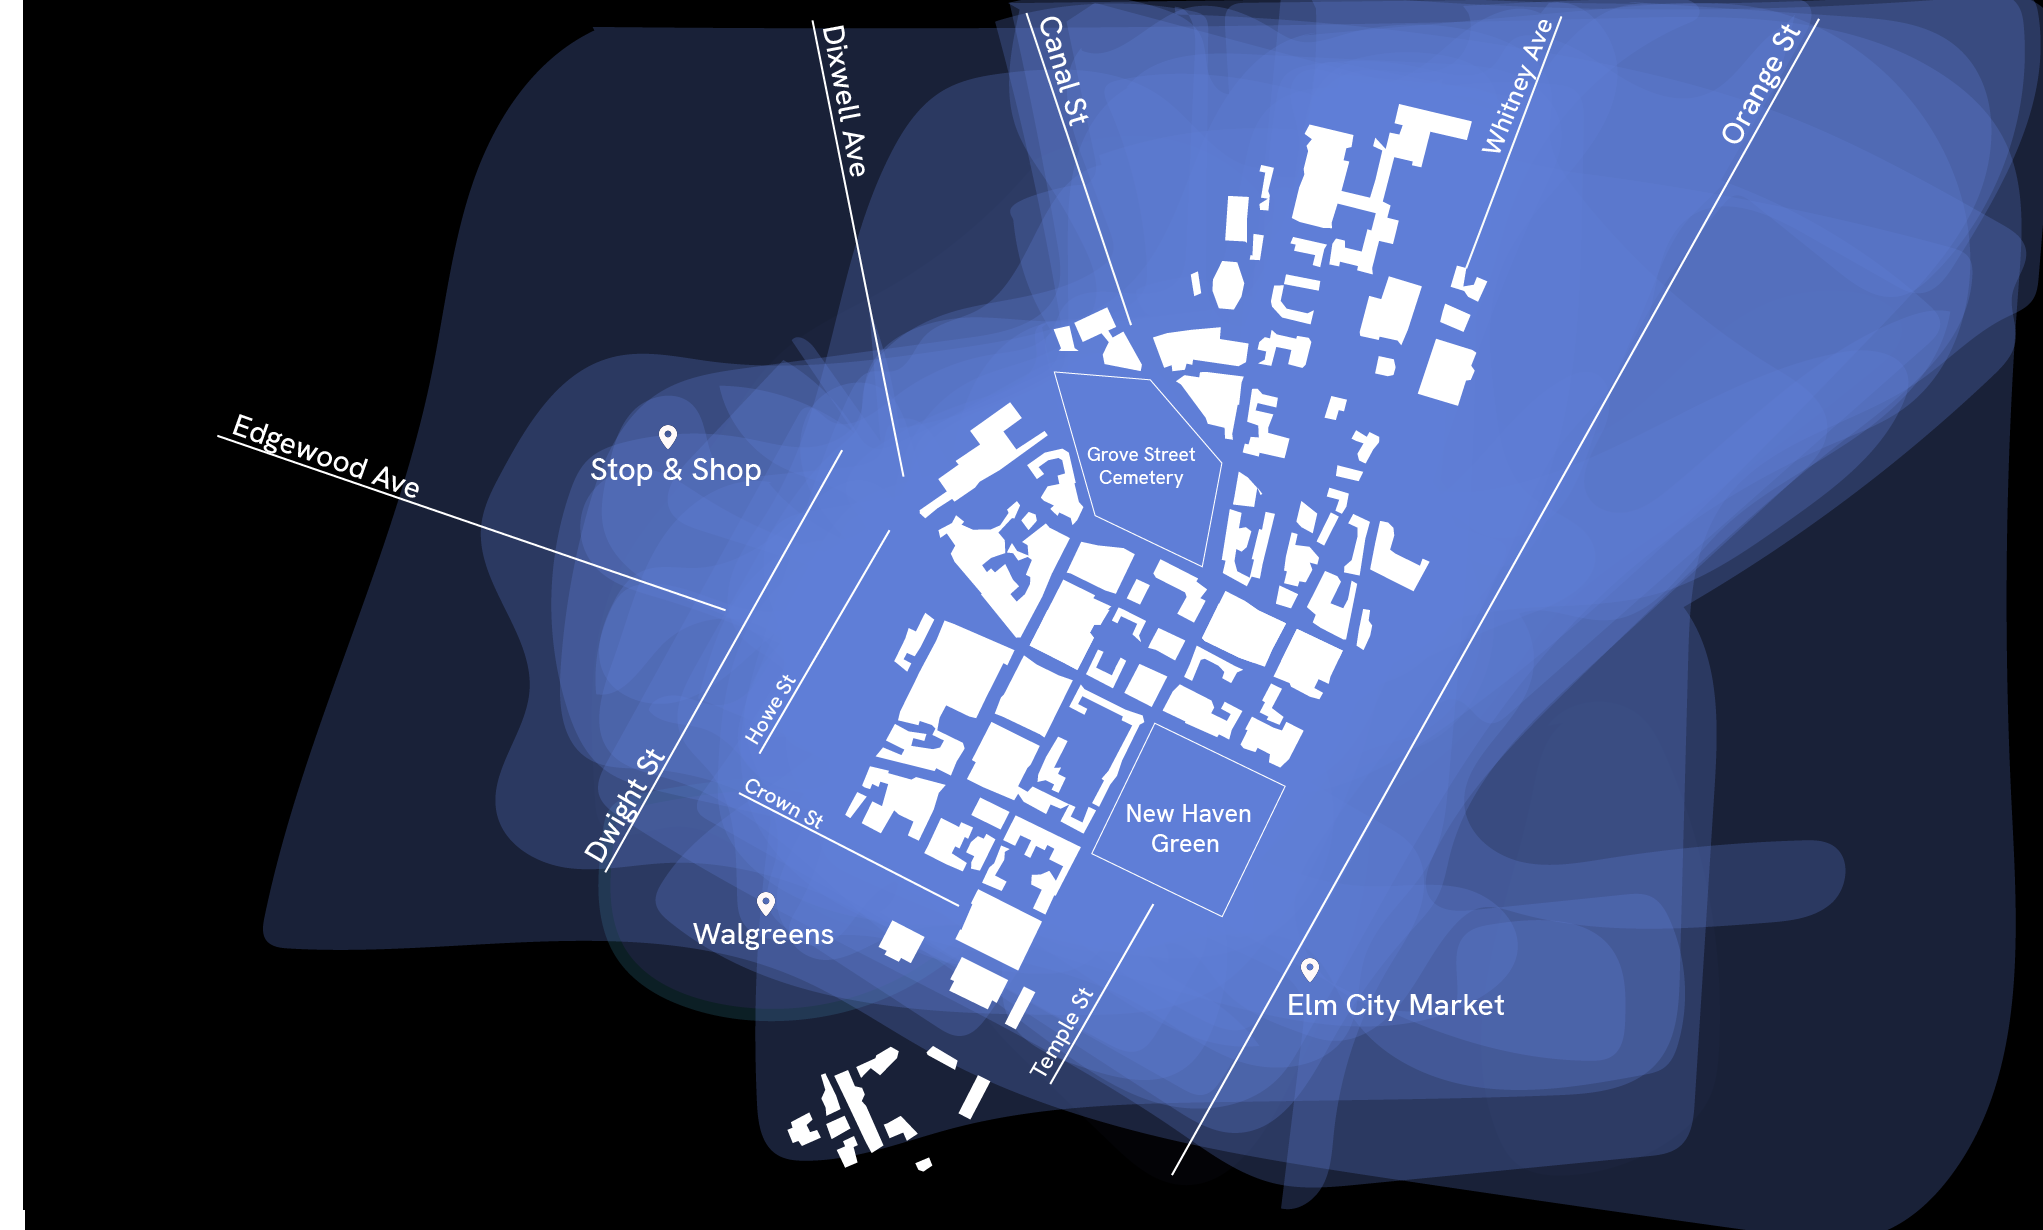 Dixwell Ave
Canal St
Whitney Ave
Orange St
Edgewood Ave
Stop & Shop
Grove Street
Cemetery
Howe St
Dwight St
Crown St
New Haven
Green
Walgreens
Temple St
Elm City Market